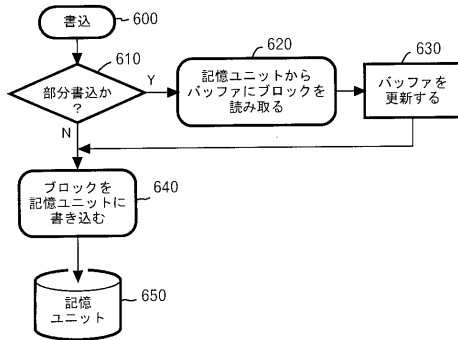 書込
600
610
部分書込か
?
Y
N
620
記憶ユニットから
バッファにブロックを
読み取る
630
バッファを
更新する
ブロックを
記憶ユニットに
書き込む
640
記憶
ユニット
650